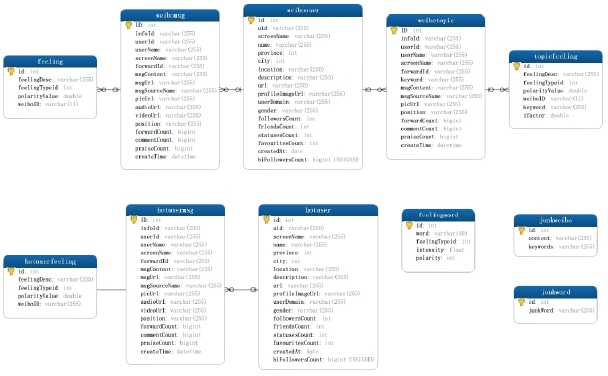 feeling
id: int
feelingDesc: varchar(255)
feelingTypeid: int
polarityValue: double
weiboID: varchar(11)
weibomsg
ID: int
infoId: varchar(255)
userId: varchar(255)
userName: varchar(255)
screenName: varchar(255)
forwardId: varchar(255)
msgContent: varchar(255)
msgUrl: varchar(255)
msgSourceName: varchar(255)
picUrl: varchar(255)
audioUrl: varchar(255)
videoUrl: varchar(255)
position: varchar(255)
forwardCount: bigint
commentCount: bigint
praiseCount: bigint
createTime: datetime
weibouser
id: int
uid: varchar(255)
screenName: varchar(255)
name: varchar(255)
province: int
city: int
location: varchar(255)
description: varchar(255)
url: varchar(255)
profileImageUrl: varchar(255)
userDomain: varchar(255)
gender: varchar(255)
followersCount: int
friendsCount: int
statusesCount: int
favouritesCount: int
createdAt: date
biFollowersCount: bigint UNSIGNED
weibotopic
ID: int
infoId: varchar(255)
userId: varchar(255)
userName: varchar(255)
screenName: varchar(255)
forwardId: varchar(255)
keyword: varchar(255)
msgContent: varchar(255)
msgSourceName: varchar(255)
picUrl: varchar(255)
position: varchar(255)
forwardCount: bigint
commentCount: bigint
praiseCount: bigint
createTime: datetime
topicfeeling
id: int
feelingDesc: varchar(255)
feelingTypeid: int
polarityValue: double
weiboID: varchar(11)
keyword: varchar(255)
ifactor: double
hotuserfeeling
id: int
feelingDesc: varchar(255)
feelingTypeid: int
polarityValue: double
weiboID: varchar(255)
hotusermsg
ID: int
infoId: varchar(255)
userId: varchar(255)
userName: varchar(255)
screenName: varchar(255)
forwardId: varchar(255)
msgContent: varchar(255)
msgUrl: varchar(255)
msgSourceName: varchar(255)
picUrl: varchar(255)
audioUrl: varchar(255)
videoUrl: varchar(255)
position: varchar(255)
forwardCount: bigint
commentCount: bigint
praiseCount: bigint
createTime: datetime
hotuser
id: int
uid: varchar(255)
screenName: varchar(255)
name: varchar(255)
province: int
city: int
location: varchar(255)
description: varchar(255)
url: varchar(255)
profileImageUrl: varchar(255)
userDomain: varchar(255)
gender: varchar(255)
followersCount: int
friendsCount: int
statusesCount: int
favouritesCount: int
createdAt: date
biFollowersCount: bigint UNSIGNED
feelingword
id: int
word: varchar(40)
feelingTypeid: int
intensity: float
polarity: int
junkweibo
id: int
content: varchar(255)
keywords: varchar(255)
junkword
id: int
junkWord: varchar(255)